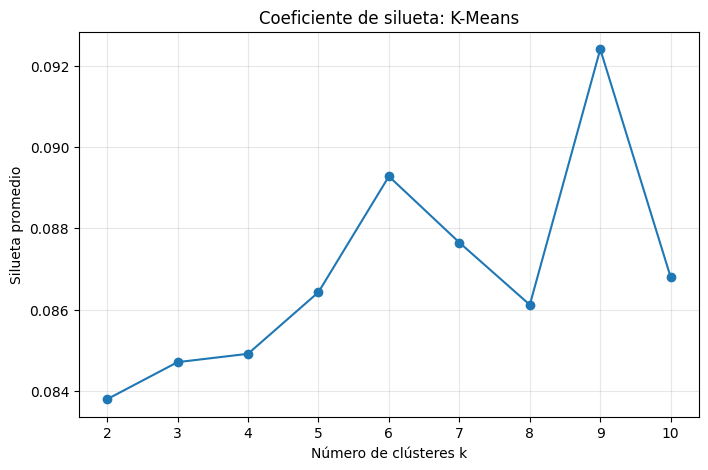 Coeficiente de silueta: K-Means
Silueta promedio
0.092
0.090
0.088
0.086
0.084
2 3 4 5 6 7 8 9 10
Número de clústeres k